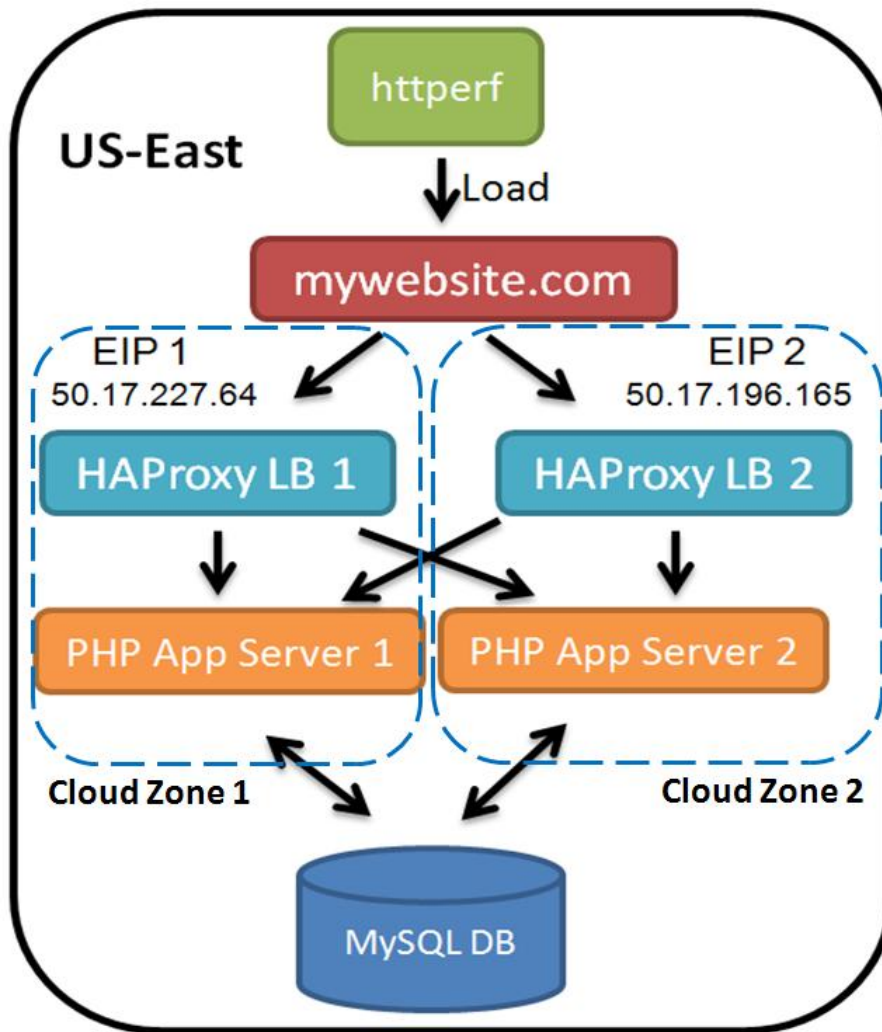 httperf
US-East
Load
mywebsite.com
EIP 1
50.17.227.64
EIP 2
50.17.196.165
HAProxy LB 1
HAProxy LB 2
PHP App Server 1
PHP App Server 2
Cloud Zone 1
Cloud Zone 2
MySQL DB